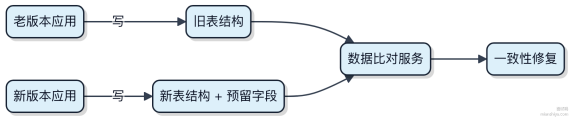 老版本应用
写
旧表结构
新版本应用
写
新表结构 + 预留字段
数据比对服务
一致性修复